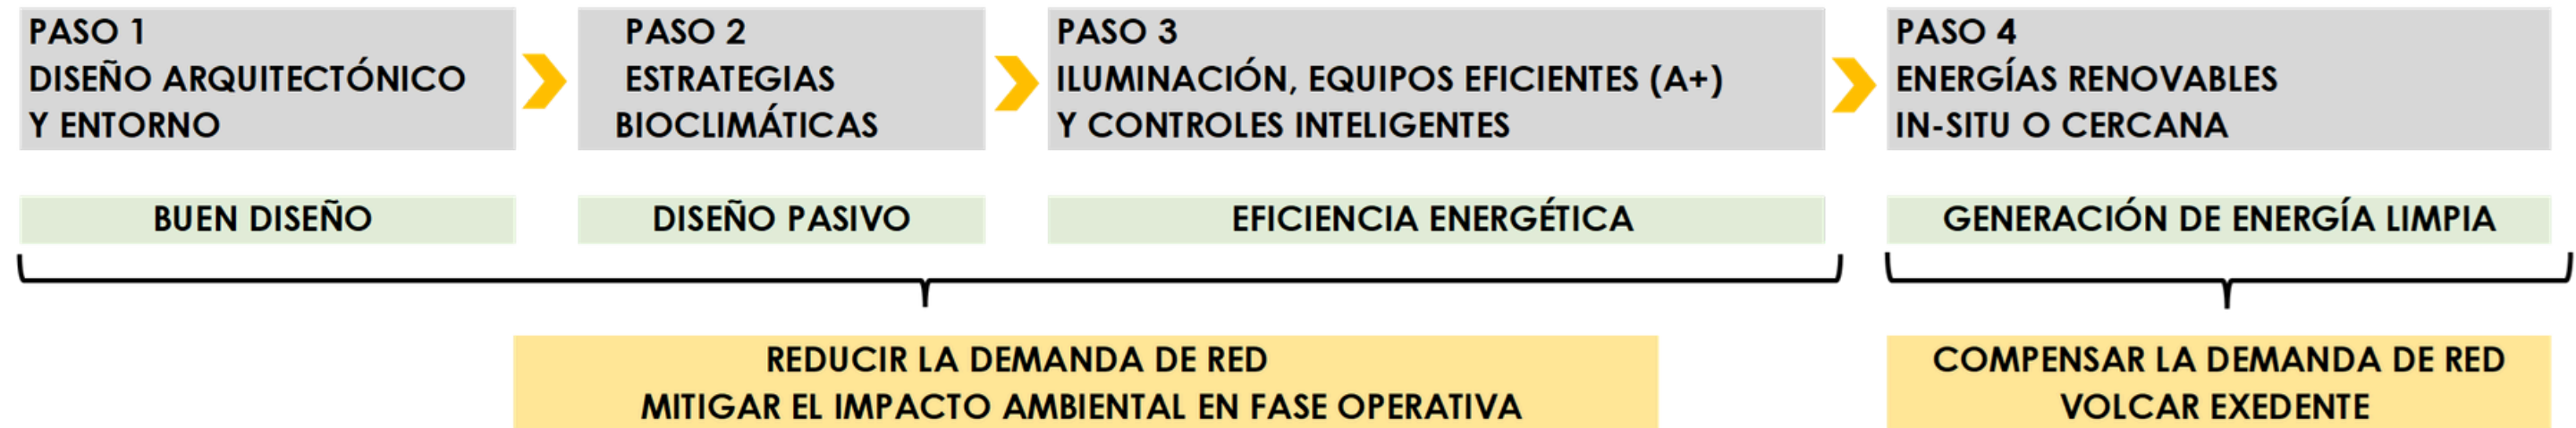 PASO 1
DISEÑO ARQUITECTÓNICO
Y ENTORNO
PASO 2
ESTRATEGIAS
BIOCLIMÁTICAS
PASO 3
ILUMINACIÓN, EQUIPOS EFICIENTES (A+)
Y CONTROLES INTELIGENTES
PASO 4
ENERGÍAS RENOVABLES
IN-SITU O CERCANA
BUEN DISEÑO
DISEÑO PASIVO
EFICIENCIA ENERGÉTICA
GENERACIÓN DE ENERGÍA LIMPIA
REDUCIR LA DEMANDA DE RED
MITIGAR EL IMPACTO AMBIENTAL EN FASE OPERATIVA
COMPENSAR LA DEMANDA DE RED
VOLCAR EXEDENTE